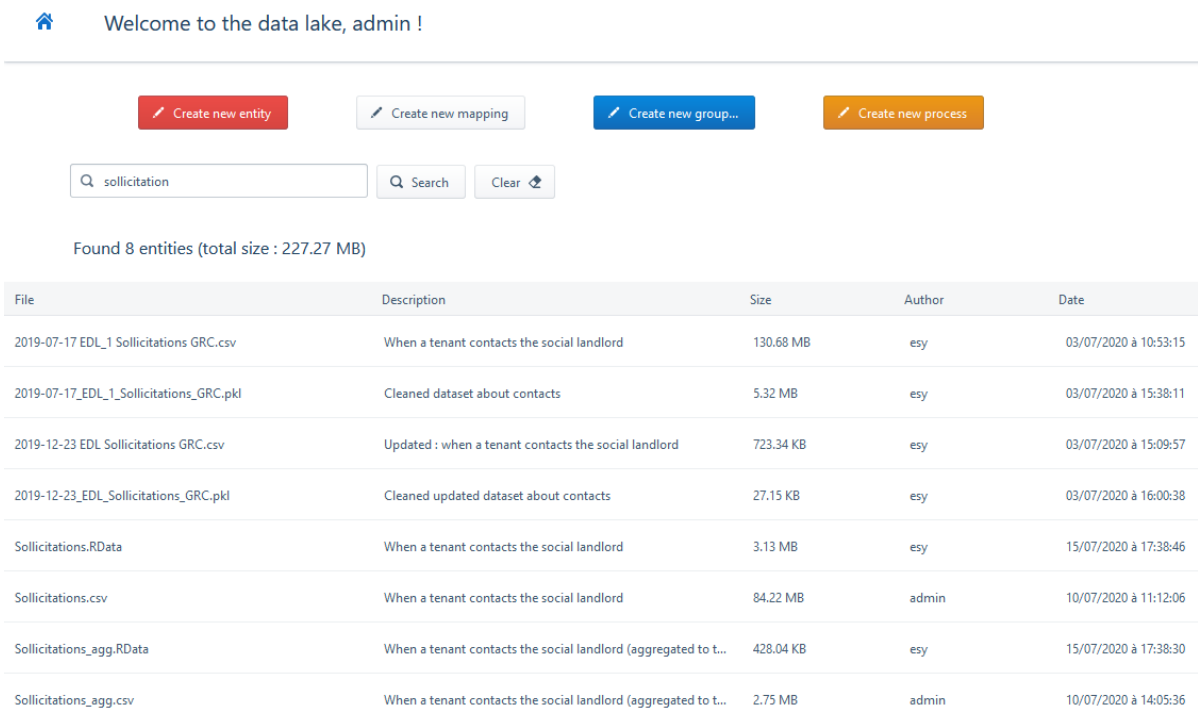 Welcome to the data lake, admin !
Create new entity Create new mapping Create new group... Create new process
sollicitation Search Clear
Found 8 entities (total size : 227.27 MB)
File Description Size Author Date
2019-07-17 EDL_1 Sollicitations GRC.csv When a tenant contacts the social landlord 130.68 MB esy 03/07/2020 à 10:53:15
2019-07-17_EDL_1_Sollicitations_GRC.pkl Cleaned dataset about contacts 5.32 MB esy 03/07/2020 à 15:38:11
2019-12-23 EDL Sollicitations GRC.csv Updated : when a tenant contacts the social landlord 723.34 KB esy 03/07/2020 à 15:09:57
2019-12-23_EDL_Sollicitations_GRC.pkl Cleaned updated dataset about contacts 27.15 KB esy 03/07/2020 à 16:00:38
Sollicitations.RData When a tenant contacts the social landlord 3.13 MB esy 15/07/2020 à 17:38:46
Sollicitations.csv When a tenant contacts the social landlord 84.22 MB admin 10/07/2020 à 11:12:06
Sollicitations_agg.RData When a tenant contacts the social landlord (aggregated to t... 428.04 KB esy 15/07/2020 à 17:38:30
Sollicitations_agg.csv When a tenant contacts the social landlord (aggregated to t... 2.75 MB admin 10/07/2020 à 14:05:36